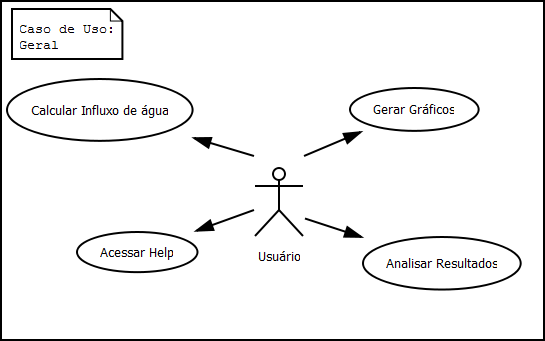 Caso de Uso:
Geral
Calcular Influxo de água
Gerar Gráficos
Acessar Help
Usuário
Analisar Resultados